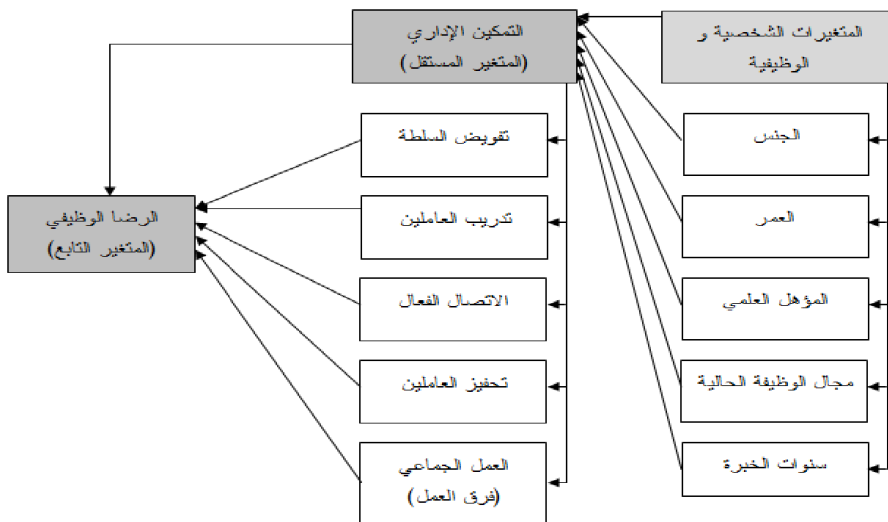 المتغيرات الشخصية و
الوظيفية
الجنس
العمر
المؤهل العلمي
مجال الوظيفة الحالية
سنوات الخبرة
التمكين الإداري
(المتغير المستقل)
تفويض السلطة
تدريب العاملين
الاتصال الفعال
تحفيز العاملين
العمل الجماعي
(فرق العمل)
الرضا الوظيفي
(المتغير التابع)